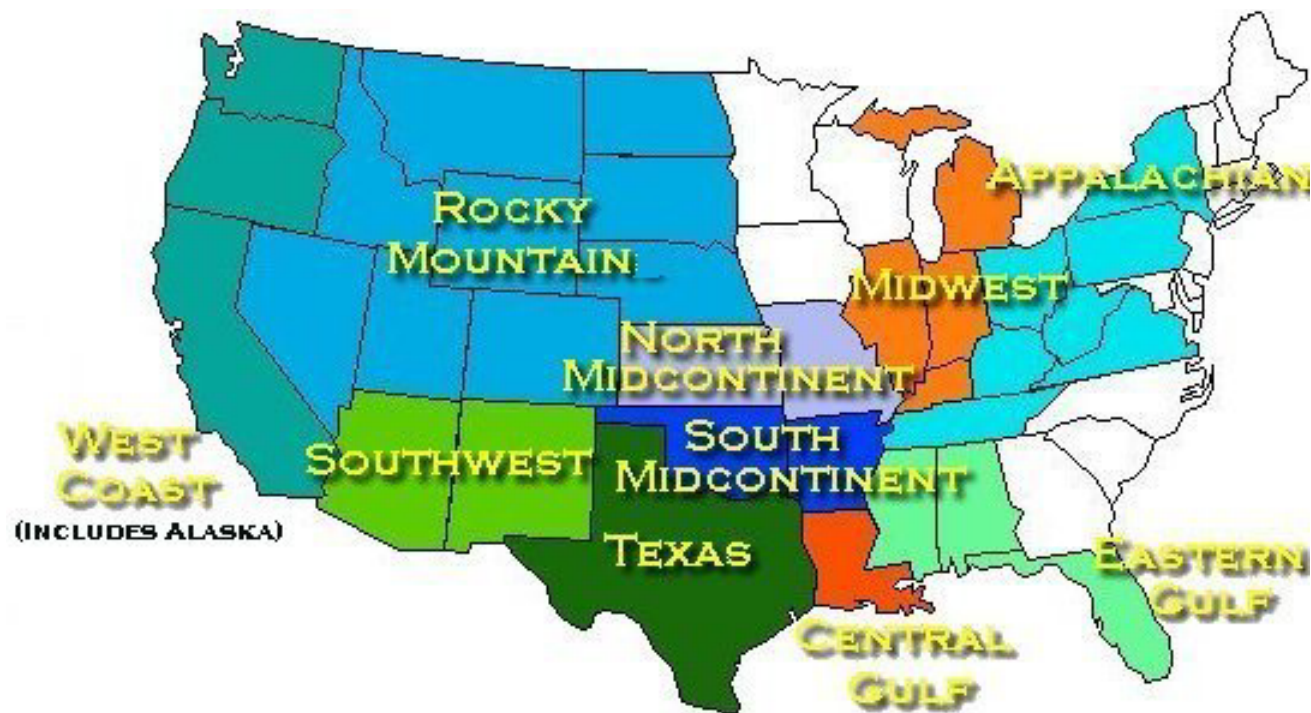 Appalachian
Rocky
Mountain
Midwest
North
Midcontinent
West
Coast
(Includes Alaska)
Southwest
South
Midcontinent
Texas
Eastern
Gulf
Central
Gulf